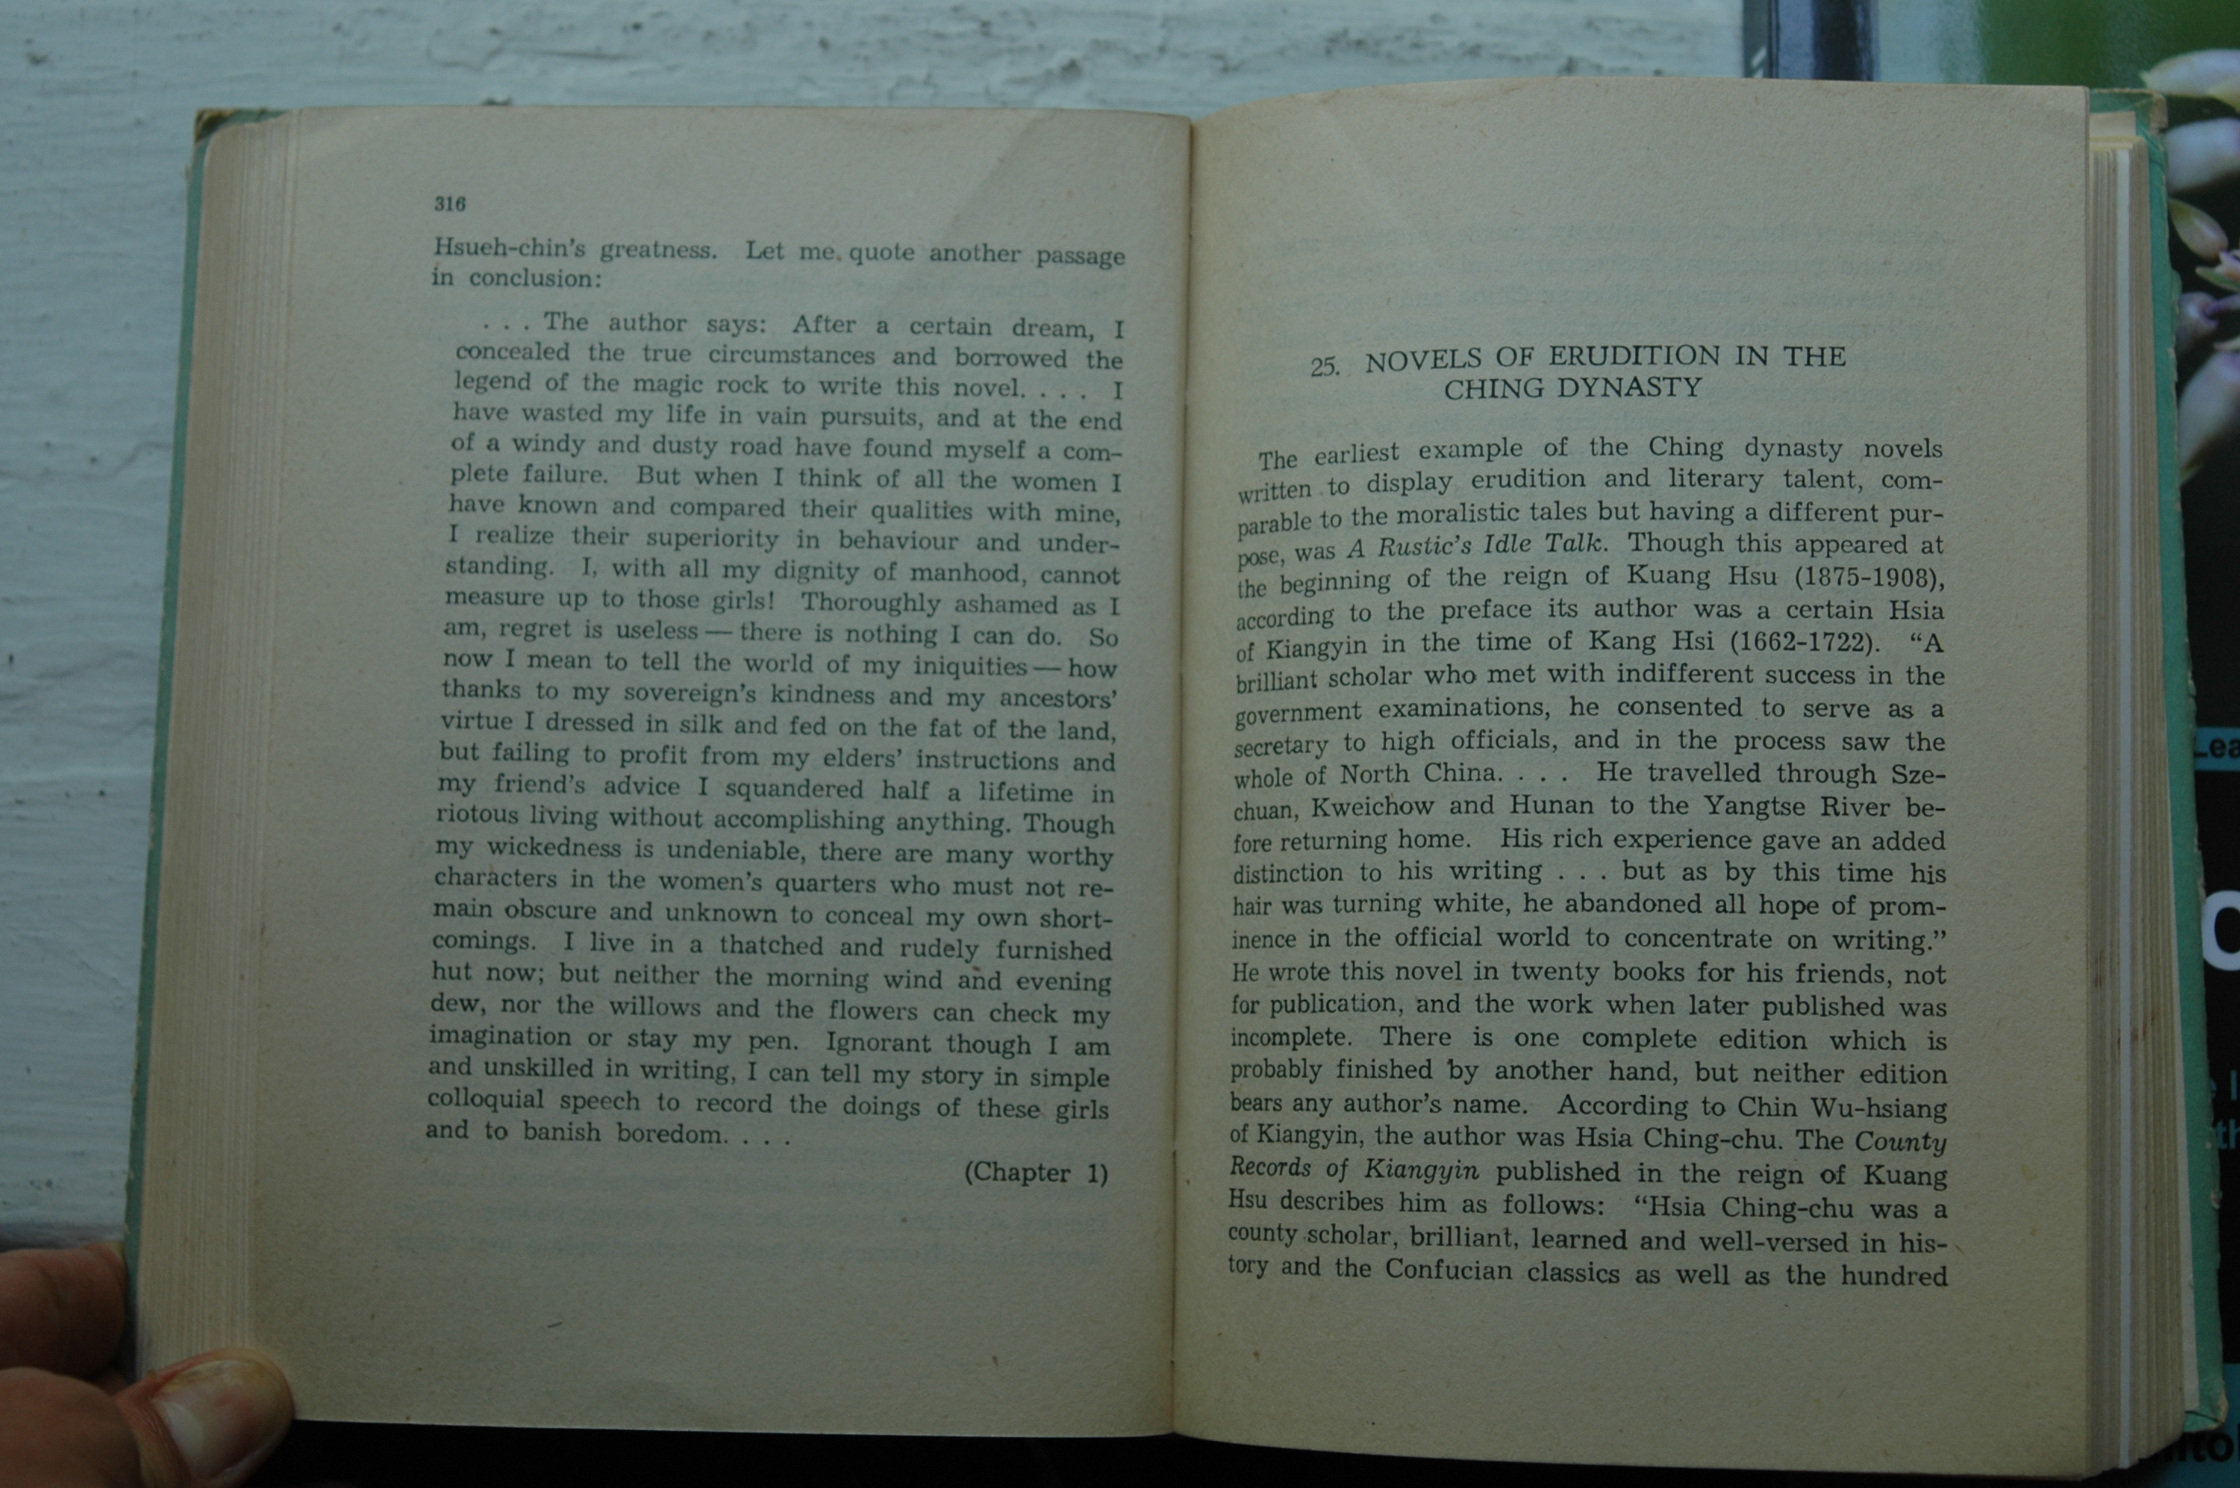 316
Hsueh-chin's greatness. Let me quote another passage
in conclusion:
. . . The author says: After a certain dream, I
concealed the true circumstances and borrowed the
legend of the magic rock to write this novel. . . . I
have wasted my life in vain pursuits, and at the end
of a windy and dusty road have found myself a com-
plete failure. But when I think of all the women I
have known and compared their qualities with mine,
I realize their superiority in behaviour and under-
standing. I, with all my dignity of manhood, cannot
measure up to those girls! Thoroughly ashamed as I
am, regret is useless — there is nothing I can do. So
now I mean to tell the world of my iniquities — how
thanks to my sovereign's kindness and my ancestors'
virtue I dressed in silk and fed on the fat of the land,
but failing to profit from my elders' instructions and
my friend's advice I squandered half a lifetime in
riotous living without accomplishing anything. Though
my wickedness is undeniable, there are many worthy
characters in the women's quarters who must not re-
main obscure and unknown to conceal my own short-
comings. I live in a thatched and rudely furnished
hut now; but neither the morning wind and evening
dew, nor the willows and the flowers can check my
imagination or stay my pen. Ignorant though I am
and unskilled in writing, I can tell my story in simple
colloquial speech to record the doings of these girls
and to banish boredom. . . .
(Chapter 1)
25. NOVELS OF ERUDITION IN THE
CHING DYNASTY
The earliest example of the Ching dynasty novels
written to display erudition and literary talent, com-
parable to the moralistic tales but having a different pur-
pose, was A Rustic's Idle Talk. Though this appeared at
the beginning of the reign of Kuang Hsu (1875-1908),
according to the preface its author was a certain Hsia
of Kiangyin in the time of Kang Hsi (1662-1722). "A
brilliant scholar who met with indifferent success in the
government examinations, he consented to serve as a
secretary to high officials, and in the process saw the
whole of North China. . . . He travelled through Sze-
chuan, Kweichow and Hunan to the Yangtse River be-
fore returning home. His rich experience gave an added
distinction to his writing . . . but as by this time his
hair was turning white, he abandoned all hope of prom-
inence in the official world to concentrate on writing."
He wrote this novel in twenty books for his friends, not
for publication, and the work when later published was
incomplete. There is one complete edition which is
probably finished by another hand, but neither edition
bears any author's name. According to Chin Wu-hsiang
of Kiangyin, the author was Hsia Ching-chu. The County
Records of Kiangyin published in the reign of Kuang
Hsu describes him as follows: "Hsia Ching-chu was a
county scholar, brilliant, learned and well-versed in his-
tory and the Confucian classics as well as the hundred